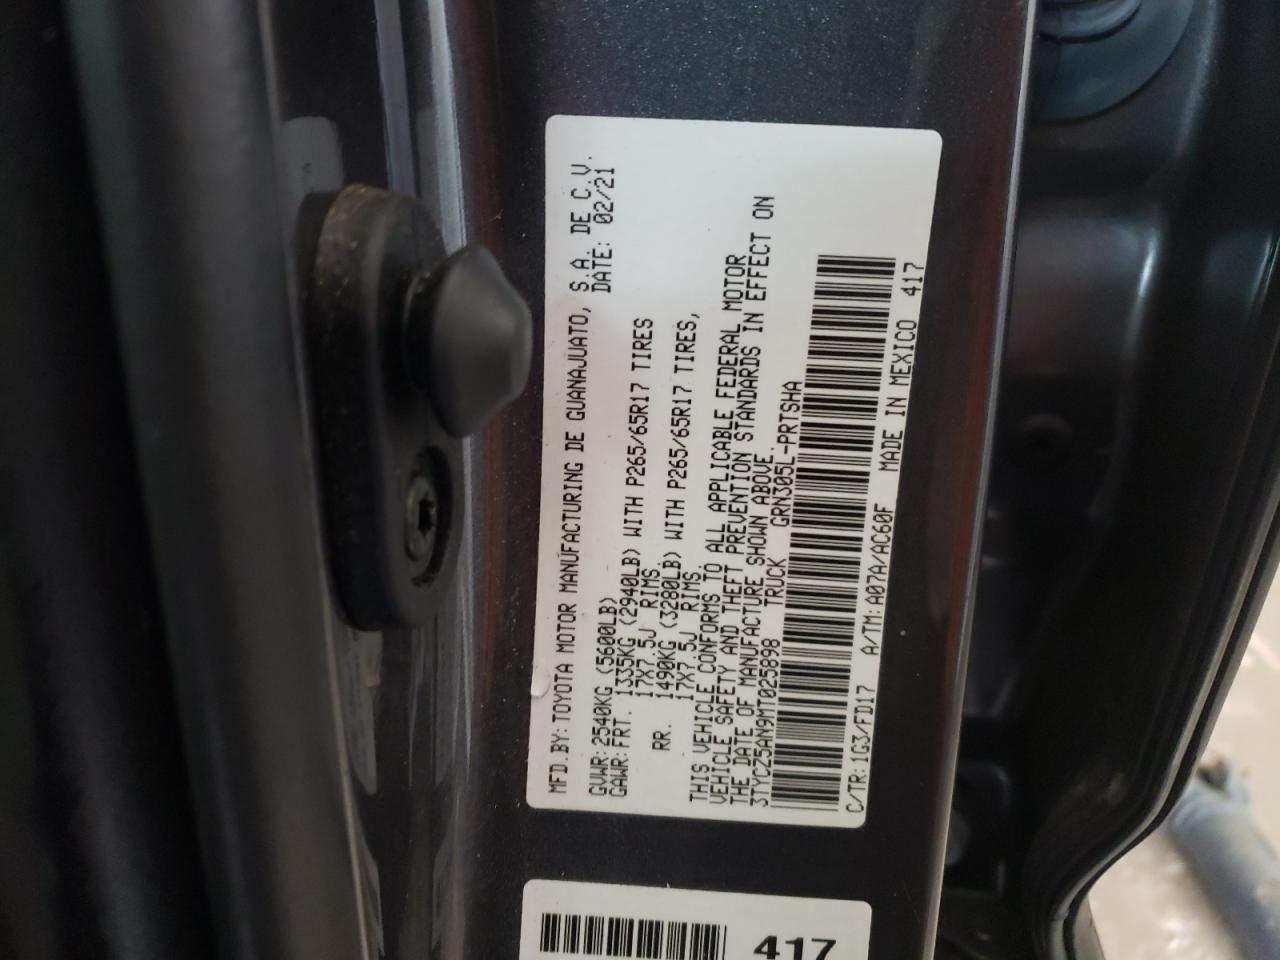 MFD.BY:TOYOTA MOTOR MANUFACTURING DE GUANAJUATO, S.A. DE C.V.
DATE: 02/21
GVWR:2540KG (5600LB)
GAWR:FRT. 1335KG (2940LB) WITH P265/65R17 TIRES
17X7.5J RIMS
RR. 1490KG (3280LB) WITH P265/65R17 TIRES,
17X7.5J RIMS
THIS VEHICLE CONFORMS TO ALL APPLICABLE FEDERAL MOTOR
VEHICLE SAFETY AND THEFT PREVENTION STANDARDS IN EFFECT ON
THE DATE OF MANUFACTURE SHOWN ABOVE.
3TYCZ5AN9MT025898 TRUCK GRN305L-PRTSHA
C/TR:1G3/FD17 A/TM:A07A/AC60F MADE IN MEXICO 417
417